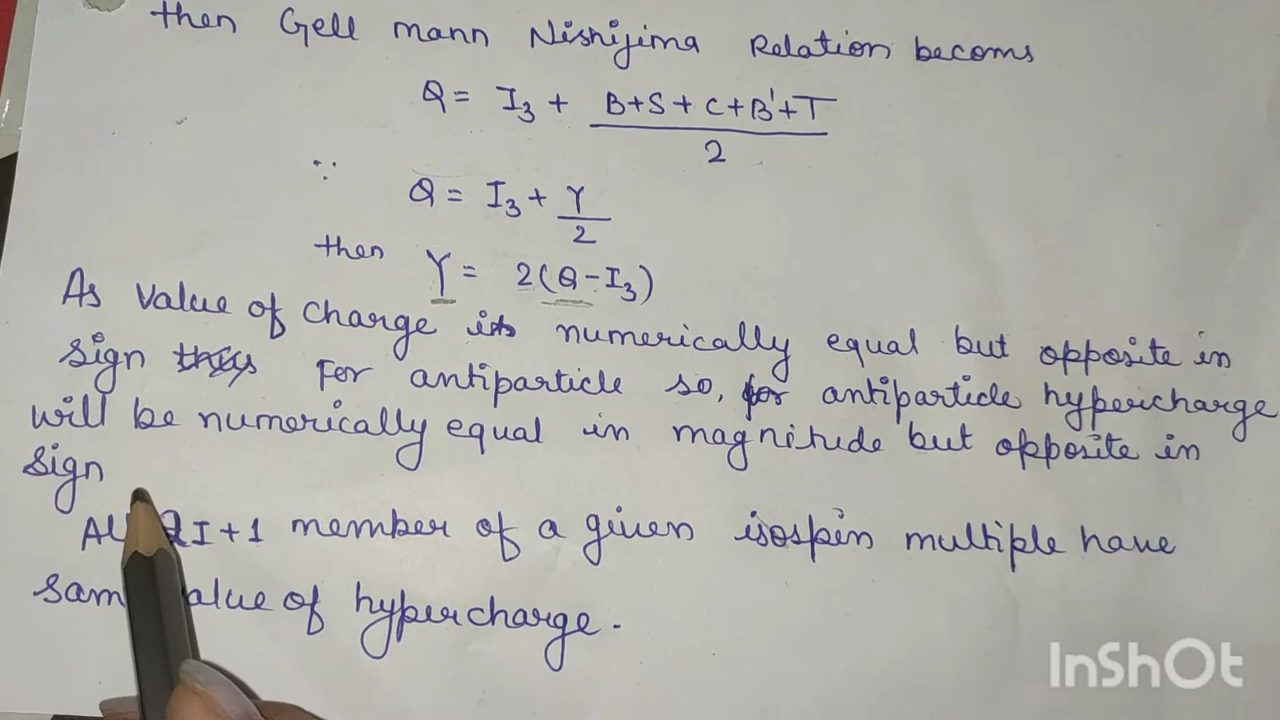 then Gell mann Nishijima Relation becoms
Q = I₃ + B+S+C+B'+T / 2
∵ Q = I₃ + Y/2
then Y = 2(Q-I₃)
As value of charge is numerically equal but opposite in
sign for antiparticle so, for antiparticle hypercharge
will be numerically equal in magnitude but opposite in
sign
2I+1 member of a given isospin multiple have
value of hypercharge.
InShOt